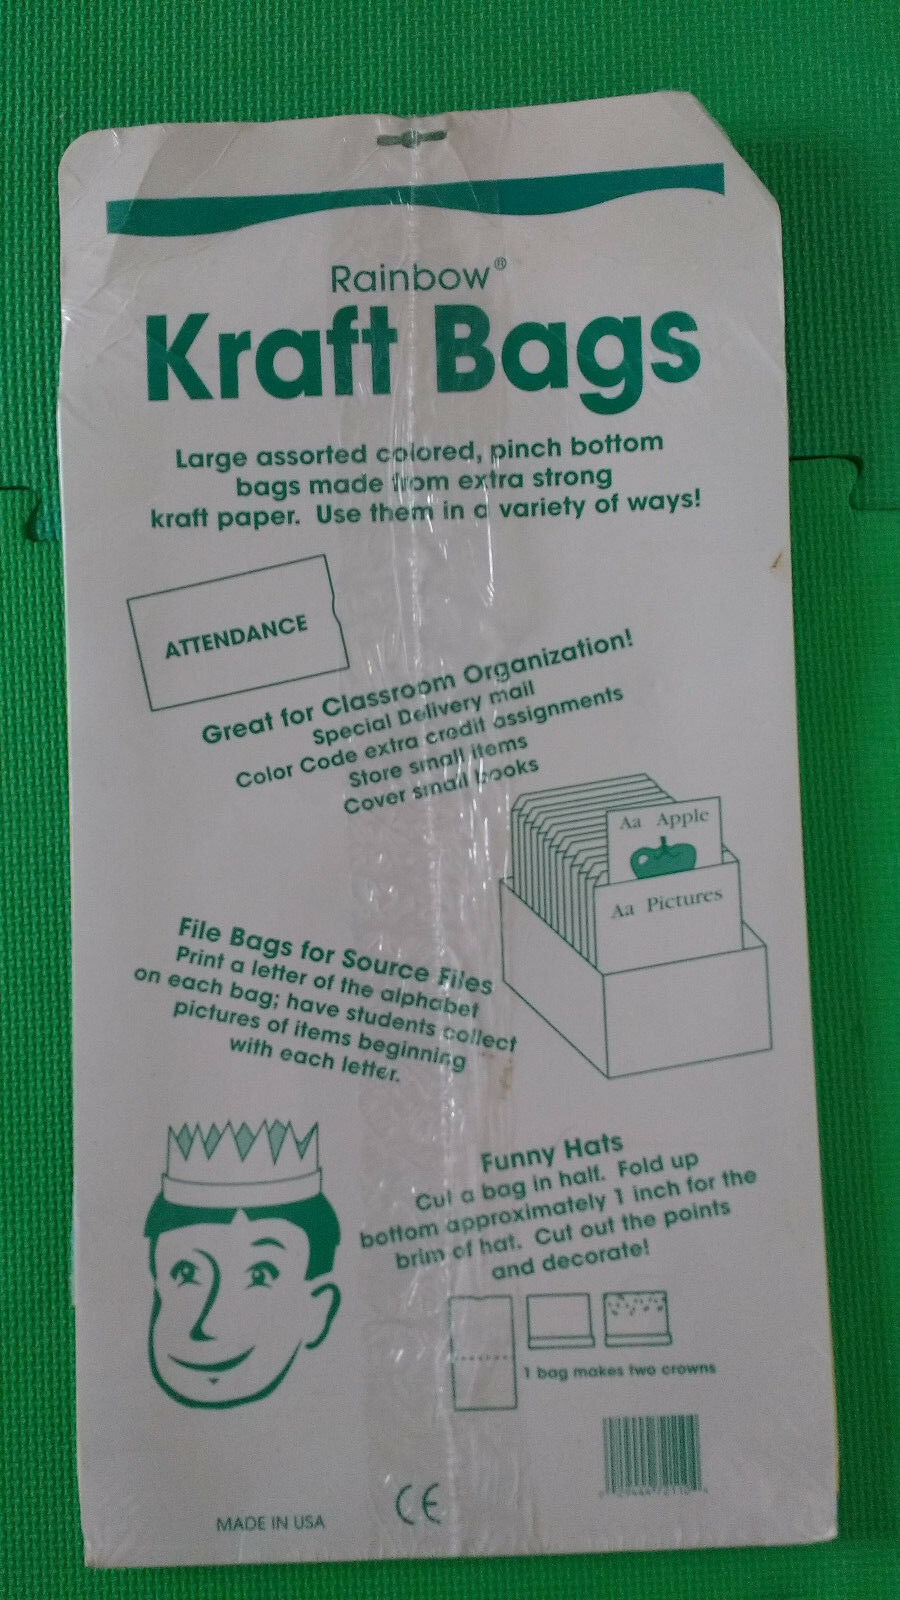 Rainbow®
Kraft Bags
Large assorted colored, pinch bottom
bags made from extra strong
kraft paper. Use them in a variety of ways!
ATTENDANCE
Great for Classroom Organization!
Special Delivery mail
Color Code extra credit assignments
Store small items
Cover small books
Aa Apple
Aa Pictures
File Bags for Source Files
Print a letter of the alphabet
on each bag; have students collect
pictures of items beginning
with each letter.
Funny Hats
Cut a bag in half. Fold up
bottom approximately 1 inch for the
brim of hat. Cut out the points
and decorate!
1 bag makes two crowns
MADE IN USA
CE